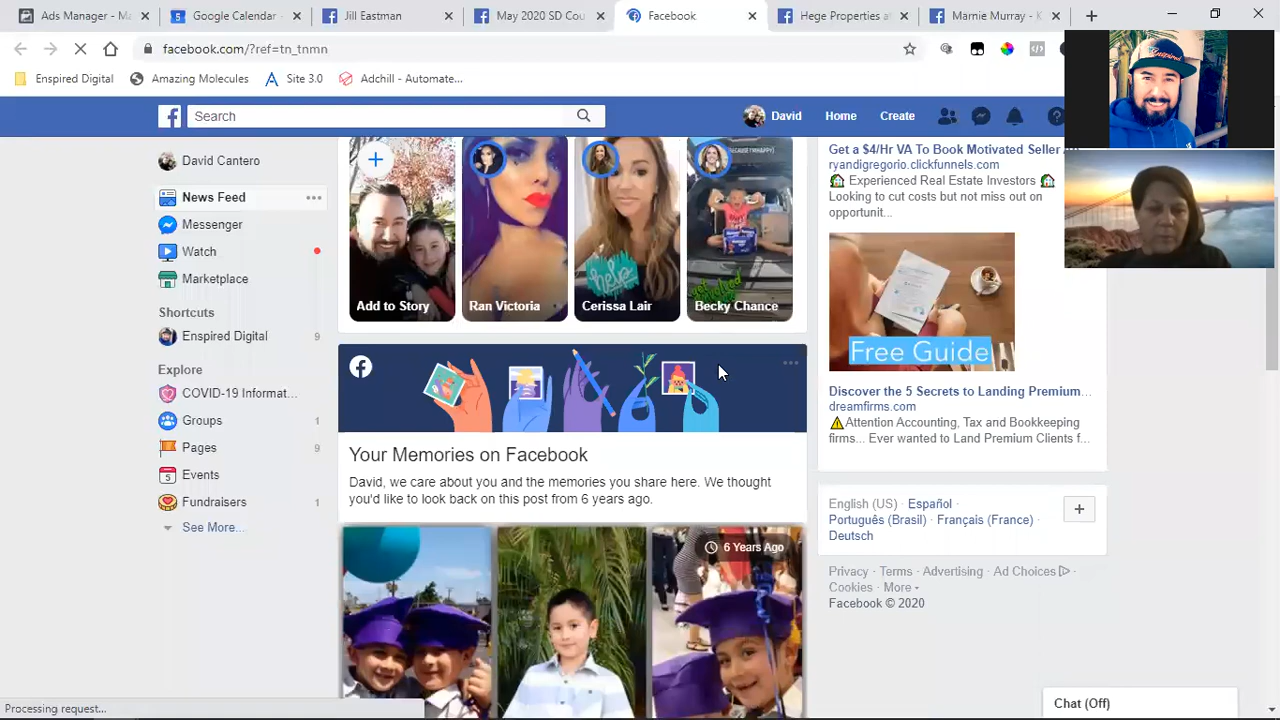 Ads Manager - Ma
Google Calendar -
Jill Eastman
May 2020 SD Cou
Facebook
Hege Properties a
Marnie Murray - K
facebook.com/?ref=tn_tnmn
Enspired Digital
Amazing Molecules
Site 3.0
Adchill - Automate...
Search
David
Home
Create
David Cantero
News Feed
Messenger
Watch
Marketplace
Shortcuts
Enspired Digital
9
Explore
COVID-19 Informat...
Groups
1
Pages
9
Events
Fundraisers
1
See More...
Add to Story
Ran Victoria
Cerissa Lair
Becky Chance
Your Memories on Facebook
David, we care about you and the memories you share here. We thought
you'd like to look back on this post from 6 years ago.
6 Years Ago
Get a $4/Hr VA To Book Motivated Seller
ryandigregorio.clickfunnels.com
Experienced Real Estate Investors
Looking to cut costs but not miss out on
opportunit...
Free Guide
Discover the 5 Secrets to Landing Premium...
dreamfirms.com
Attention Accounting, Tax and Bookkeeping
firms... Ever wanted to Land Premium Clients f...
English (US) · Español ·
Português (Brasil) · Français (France) ·
Deutsch
Privacy · Terms · Advertising · Ad Choices ·
Cookies · More
Facebook © 2020
Chat (Off)
Processing request...